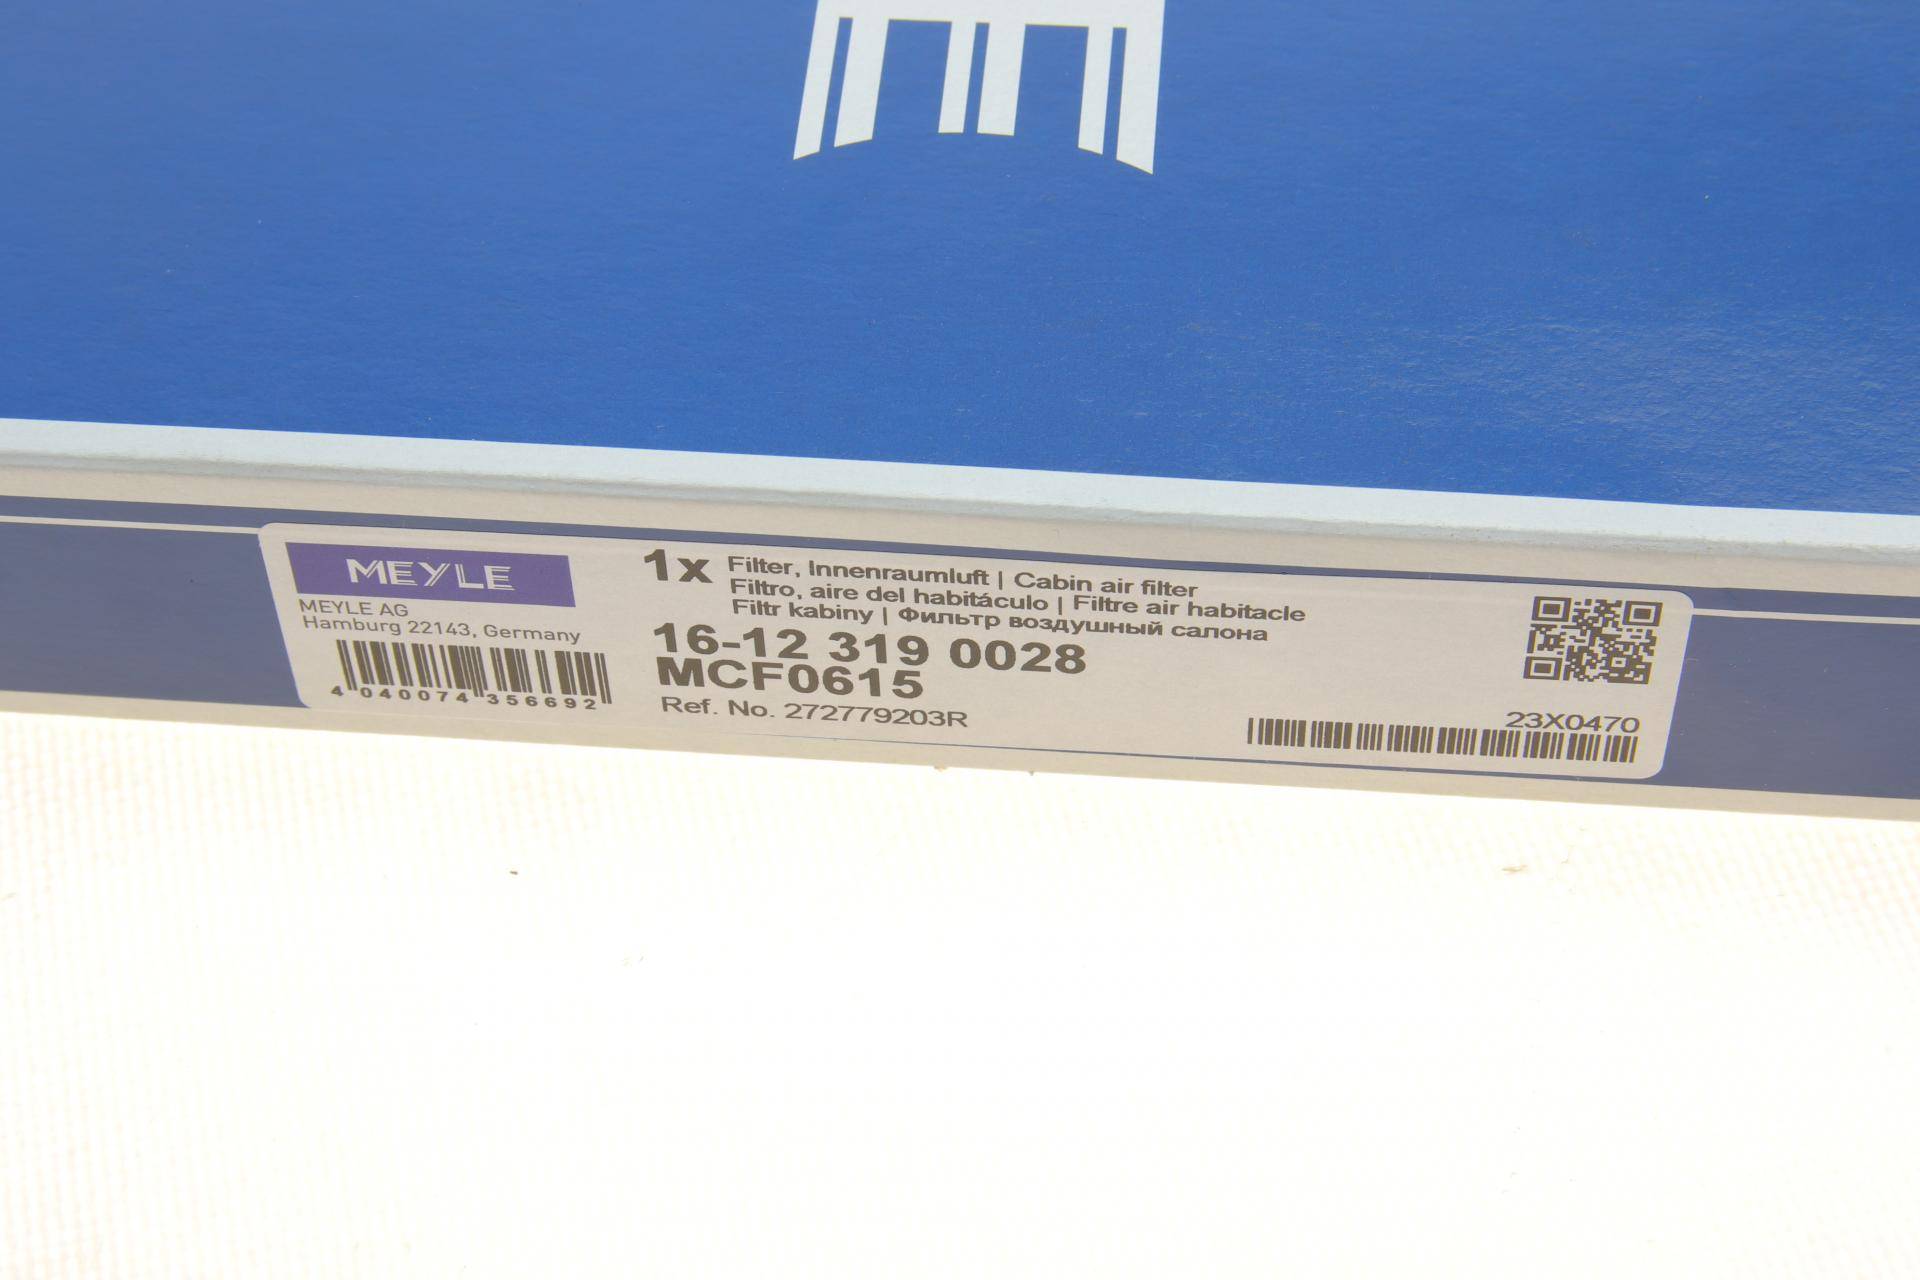 MEYLE
MEYLE AG
Hamburg 22143, Germany
4 040074 356692
1x Filter, Innenraumluft | Cabin air filter
Filtro, aire del habitáculo | Filtre air habitacle
Filtr kabiny | Фильтр воздушный салона
16-12 319 0028
MCF0615
Ref. No. 272779203R
23X0470